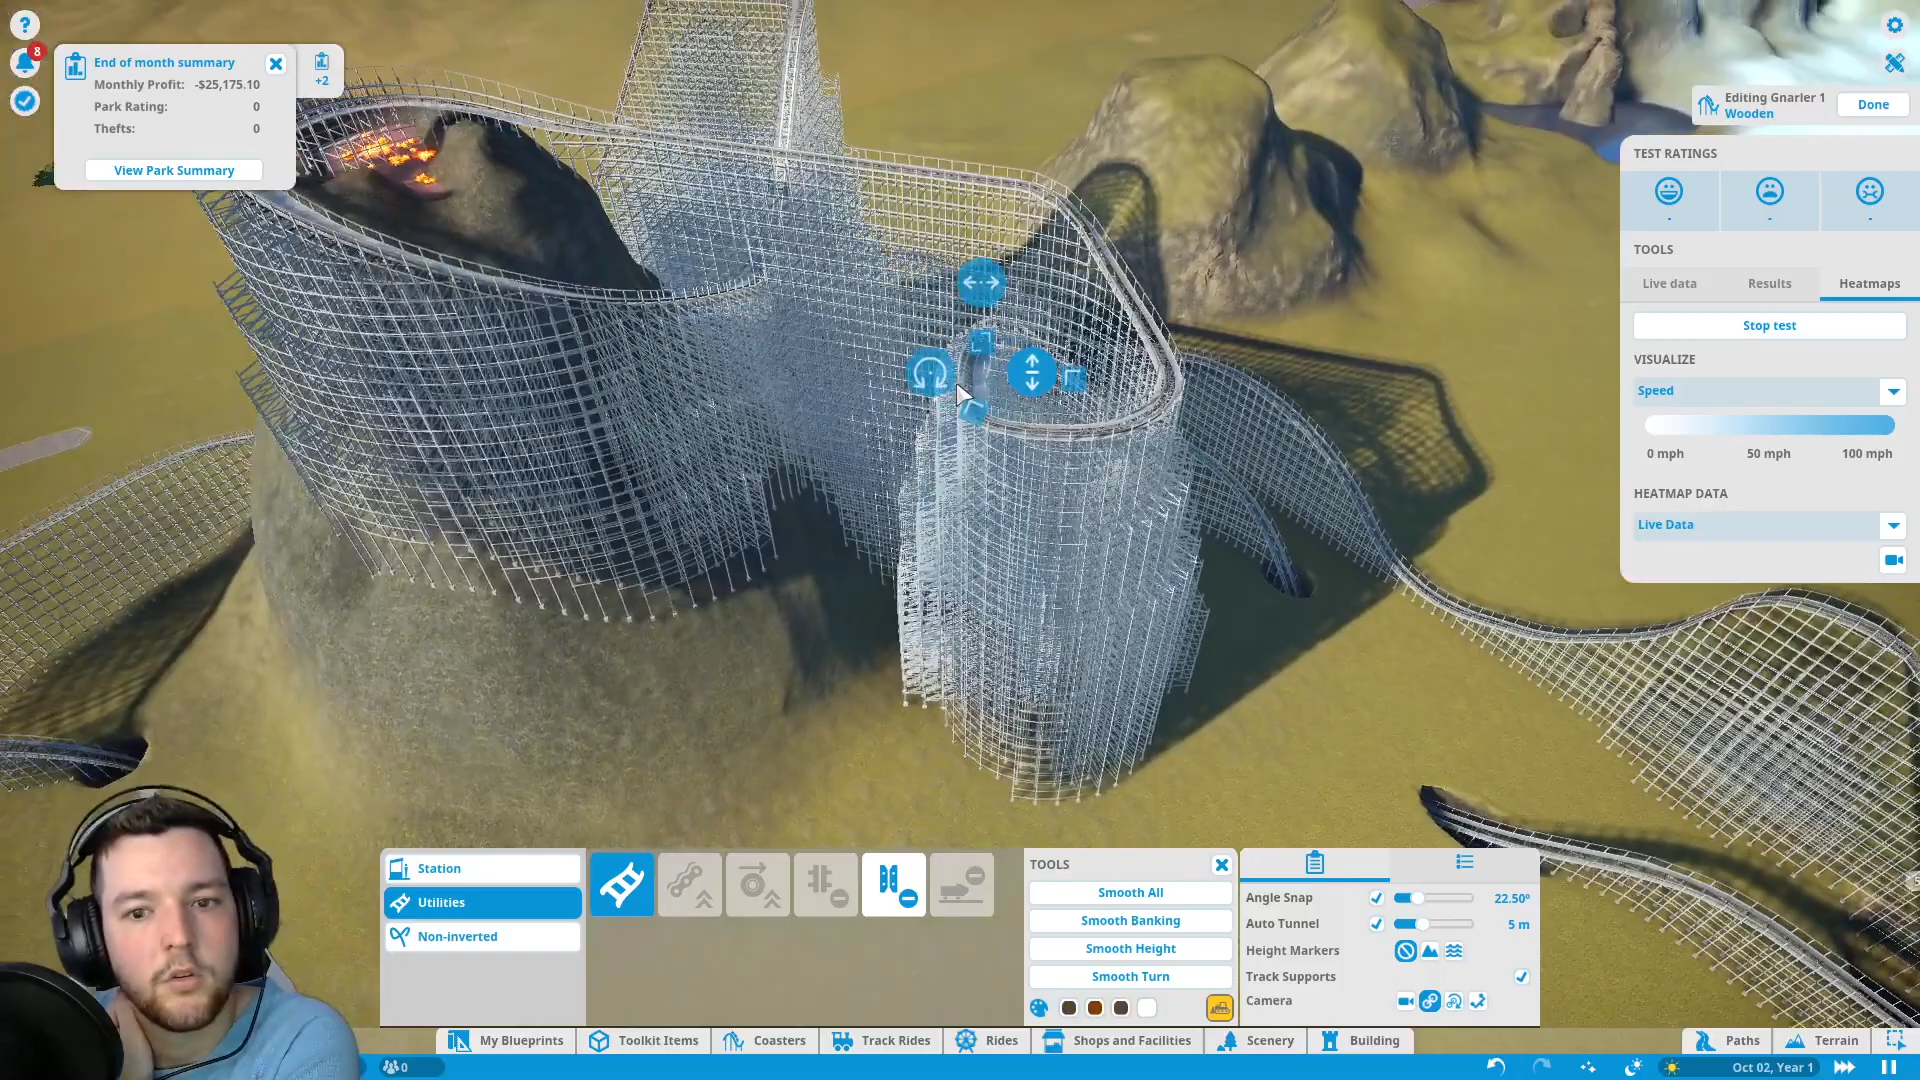 ?
8
End of month summary
Monthly Profit: -$25,175.10
Park Rating: 0
Thefts: 0
View Park Summary
+2
Editing Gnarler 1
Wooden
Done
TEST RATINGS
- - -
TOOLS
Live data Results Heatmaps
Stop test
VISUALIZE
Speed
0 mph 50 mph 100 mph
HEATMAP DATA
Live Data
Station
Utilities
Non-inverted
TOOLS
Smooth All
Smooth Banking
Smooth Height
Smooth Turn
Angle Snap 22.50º
Auto Tunnel 5 m
Height Markers
Track Supports
Camera
My Blueprints Toolkit Items Coasters Track Rides Rides Shops and Facilities Scenery Building Paths Terrain
0
Oct 02, Year 1